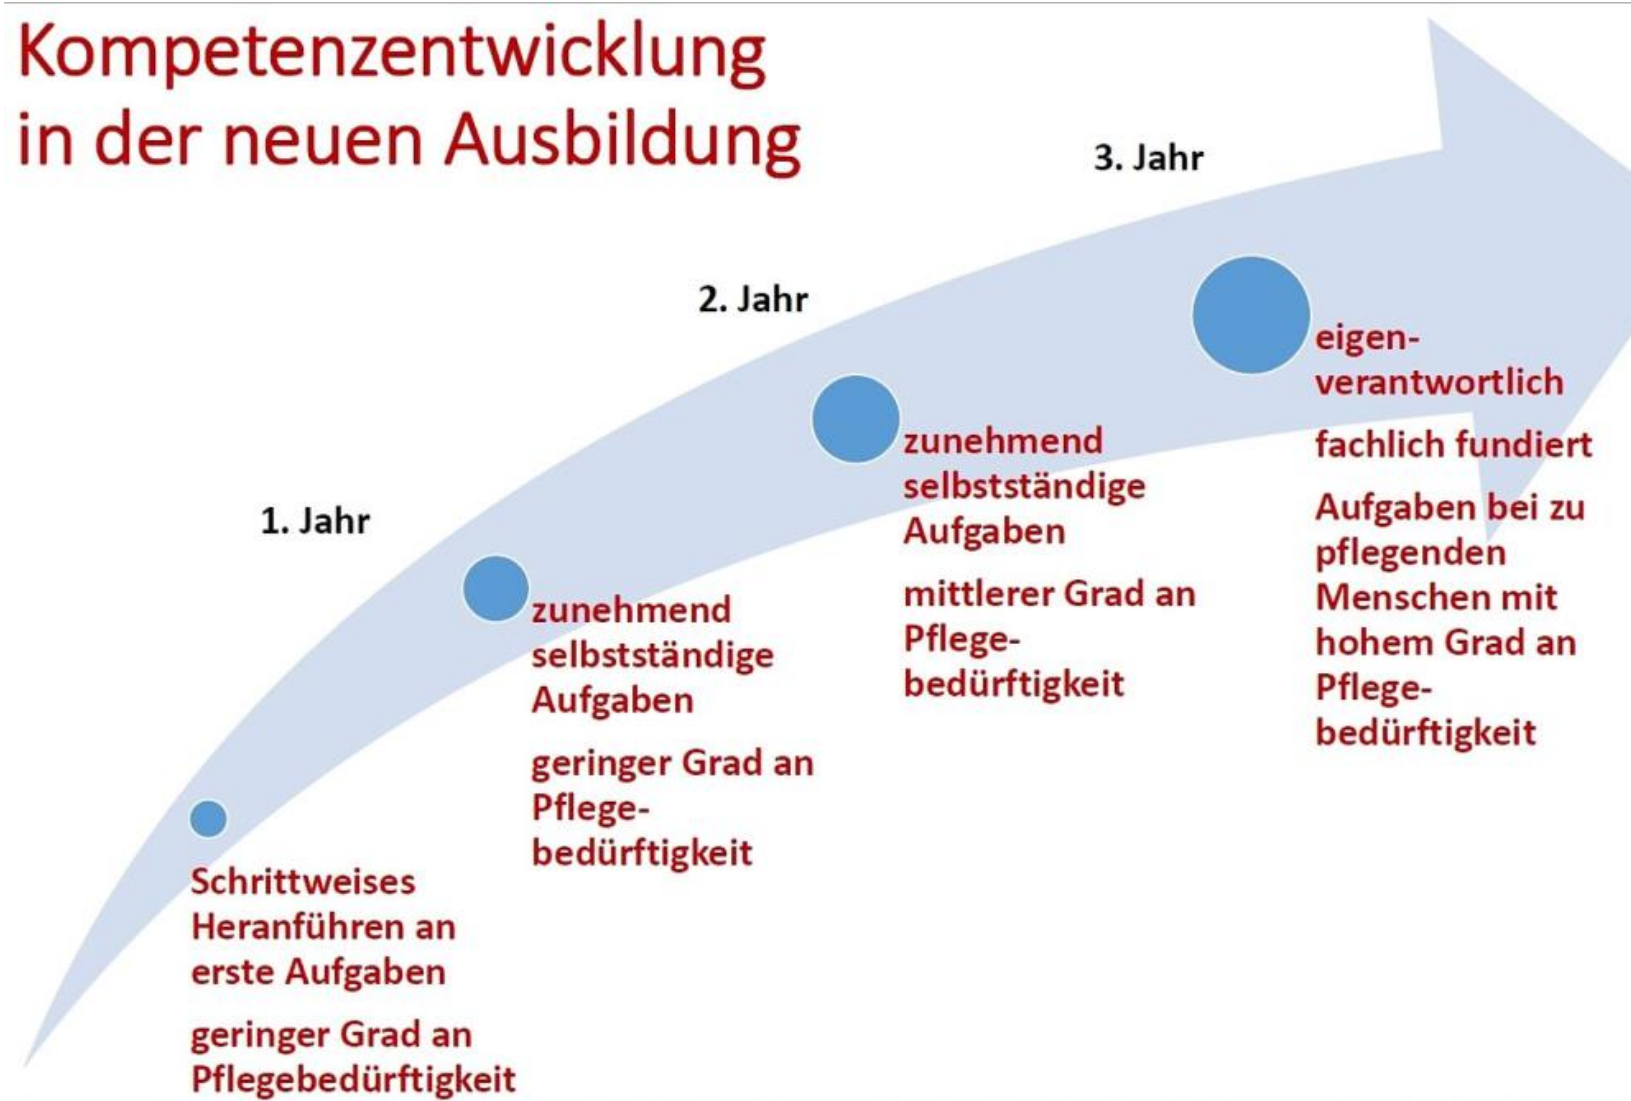 Kompetenzentwicklung
in der neuen Ausbildung
1. Jahr
Schrittweises
Heranführen an
erste Aufgaben
geringer Grad an
Pflegebedürftigkeit
zunehmend
selbstständige
Aufgaben
geringer Grad an
Pflege-
bedürftigkeit
2. Jahr
zunehmend
selbstständige
Aufgaben
mittlerer Grad an
Pflege-
bedürftigkeit
3. Jahr
eigen-
verantwortlich
fachlich fundiert
Aufgaben bei zu
pflegenden
Menschen mit
hohem Grad an
Pflege-
bedürftigkeit